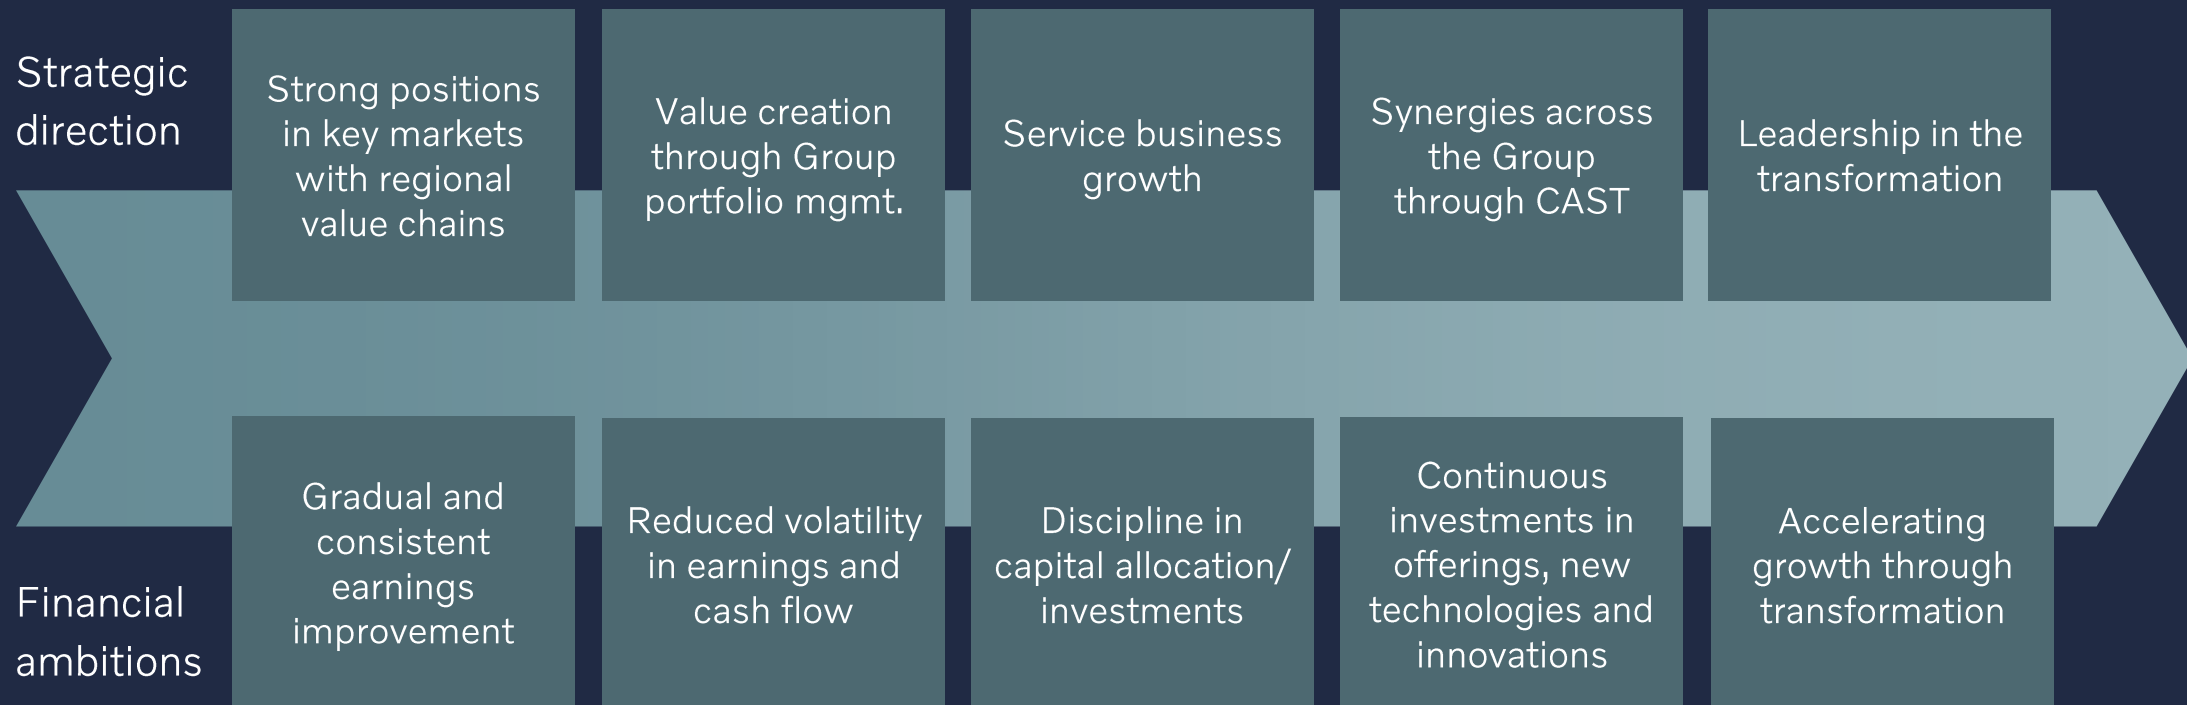 Strategic
direction
Strong positions
in key markets
with regional
value chains
Value creation
through Group
portfolio mgmt.
Service business
growth
Synergies across
the Group
through CAST
Leadership in the
transformation
Financial
ambitions
Gradual and
consistent
earnings
improvement
Reduced volatility
in earnings and
cash flow
Discipline in
capital allocation/
investments
Continuous
investments in
offerings, new
technologies and
innovations
Accelerating
growth through
transformation